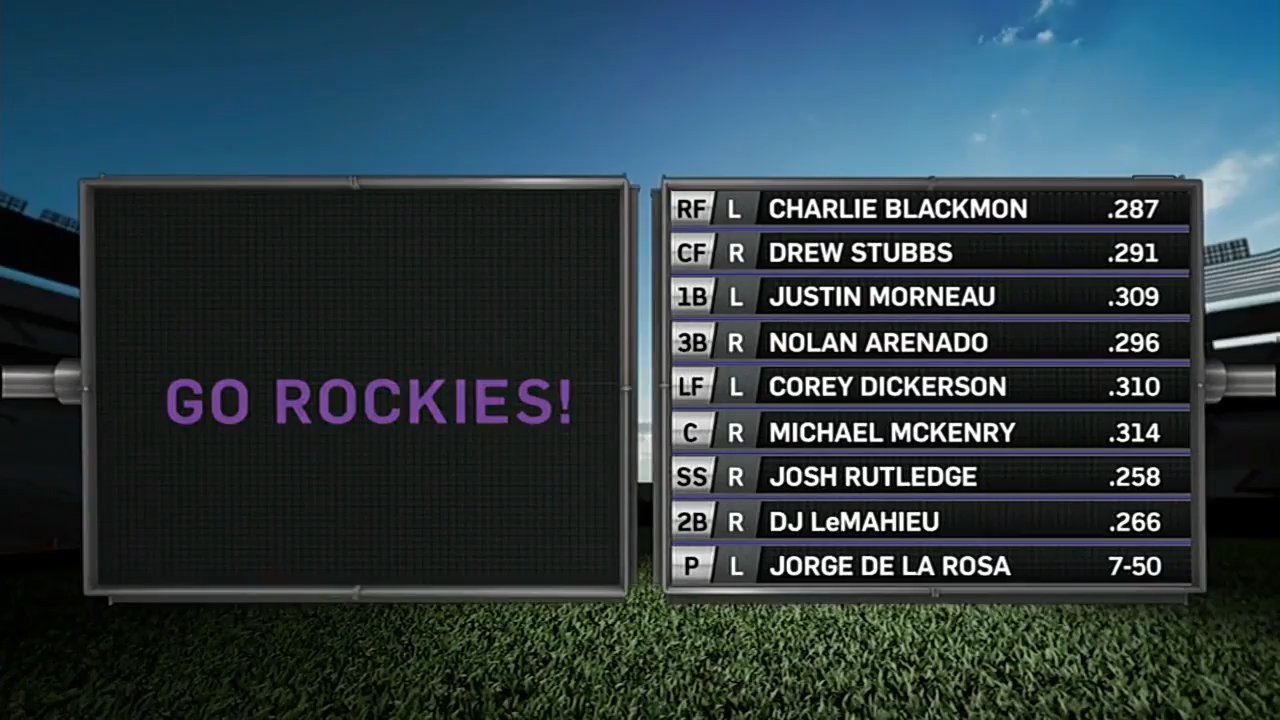 GO ROCKIES!
RF L CHARLIE BLACKMON .287
CF R DREW STUBBS .291
1B L JUSTIN MORNEAU .309
3B R NOLAN ARENADO .296
LF L COREY DICKERSON .310
C R MICHAEL MCKENRY .314
SS R JOSH RUTLEDGE .258
2B R DJ LeMAHIEU .266
P L JORGE DE LA ROSA 7-50